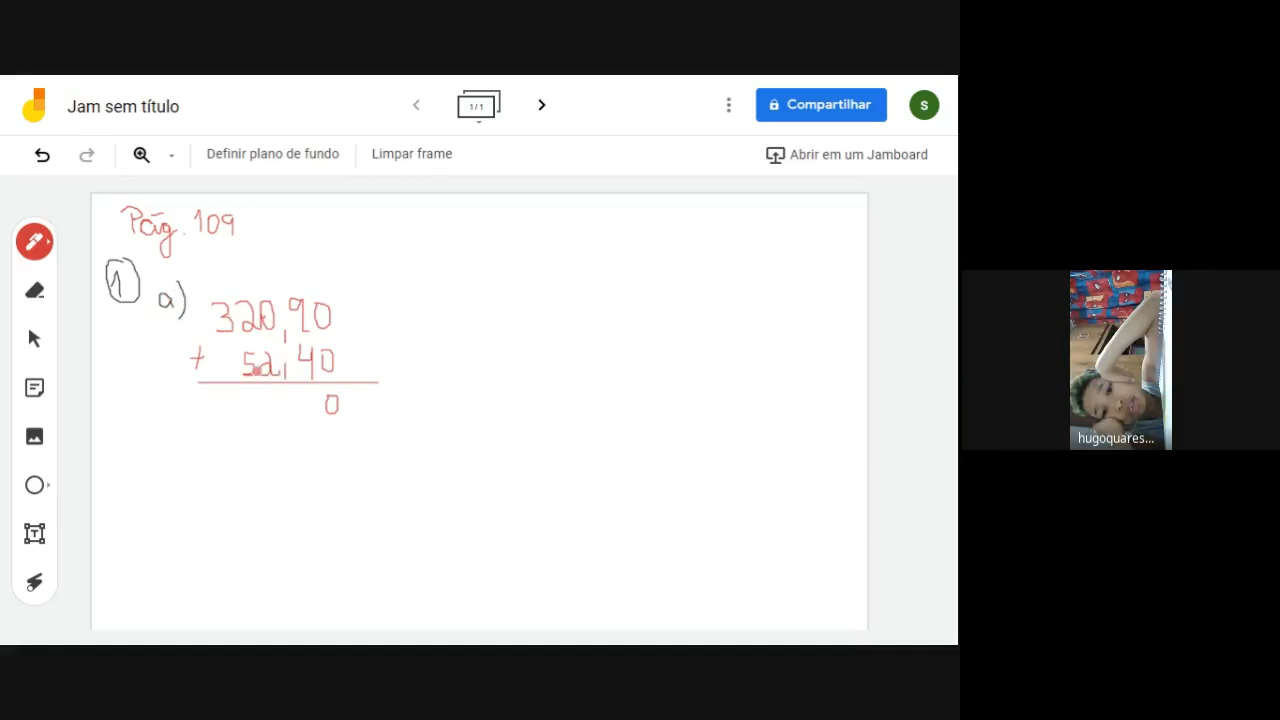 Jam sem título
1/1
Compartilhar
S
Definir plano de fundo
Limpar frame
Abrir em um Jamboard
Pág. 109
1
a)
320,90
+ 52,40
0
hugoquares...